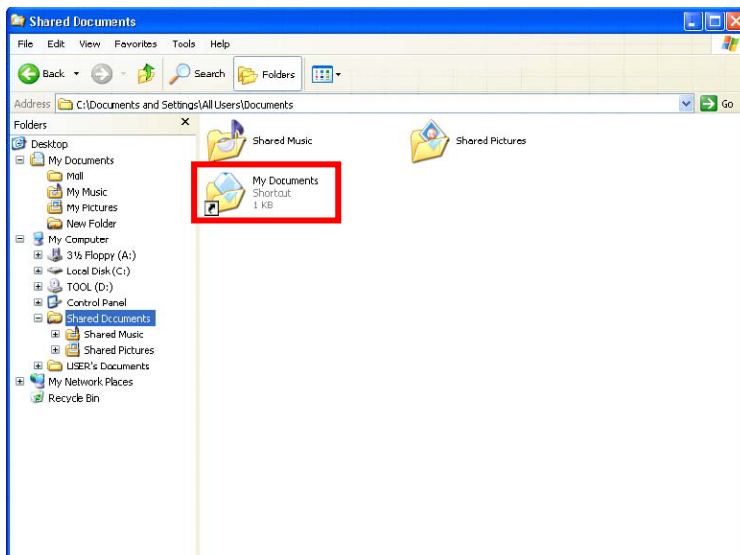 Shared Documents
File Edit View Favorites Tools Help
Back Search Folders
Address C:\Documents and Settings\All Users\Documents Go
Folders
Desktop
My Documents
Mail
My Music
My Pictures
New Folder
My Computer
3½ Floppy (A:)
Local Disk (C:)
TOOL (D:)
Control Panel
Shared Documents
Shared Music
Shared Pictures
USER's Documents
My Network Places
Recycle Bin
Shared Music
Shared Pictures
My Documents
Shortcut
1 KB